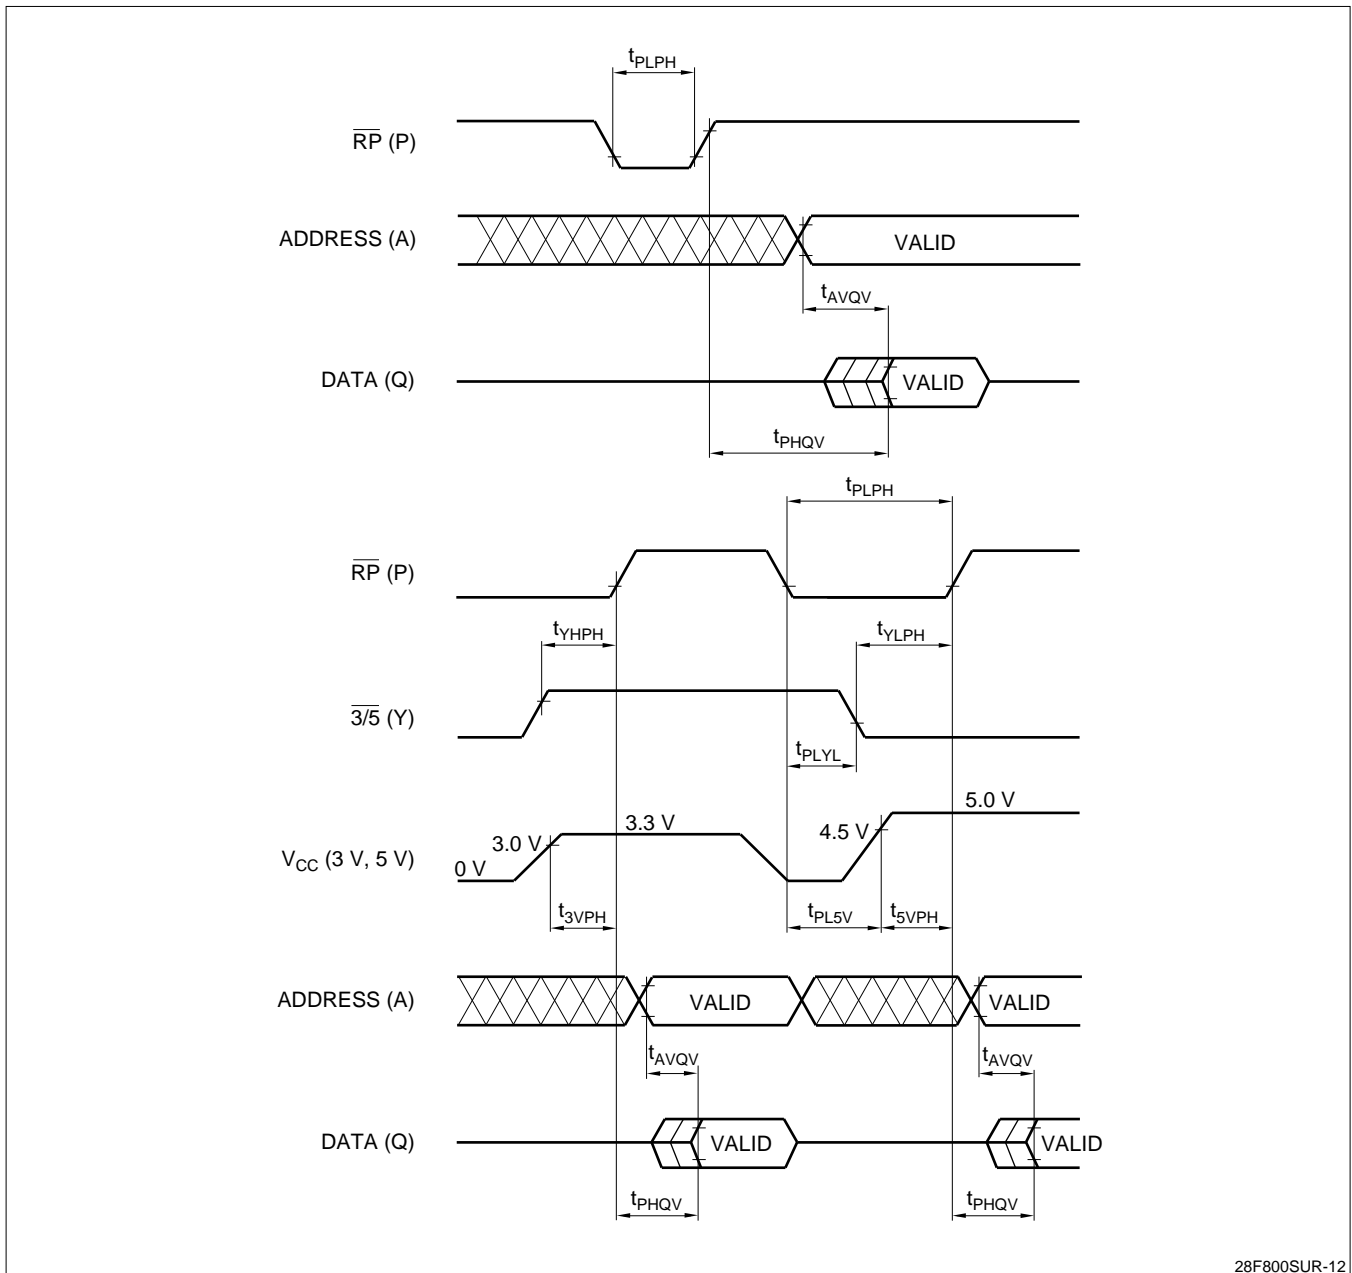 tPLPH
RP (P)
ADDRESS (A) VALID
tAVQV
DATA (Q) VALID
tPHQV
tPLPH
RP (P)
tYHPH tYLPH
3/5 (Y)
tPLYL
5.0 V
3.0 V 3.3 V 4.5 V
VCC (3 V, 5 V)
0 V
t3VPH tPL5V t5VPH
ADDRESS (A) VALID VALID
tAVQV tAVQV
DATA (Q) VALID VALID
tPHQV tPHQV
28F800SUR-12